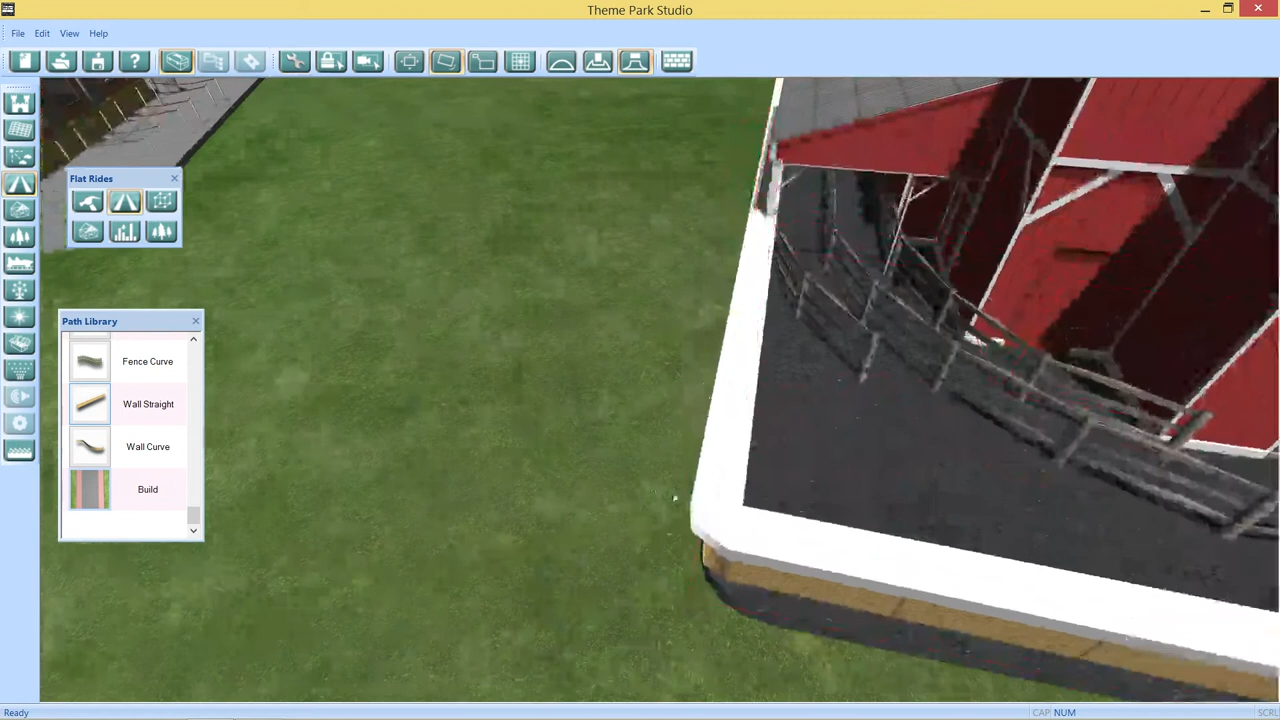 Theme Park Studio
File Edit View Help
Flat Rides
Path Library
Fence Curve
Wall Straight
Wall Curve
Build
Ready
CAP NUM SCRL